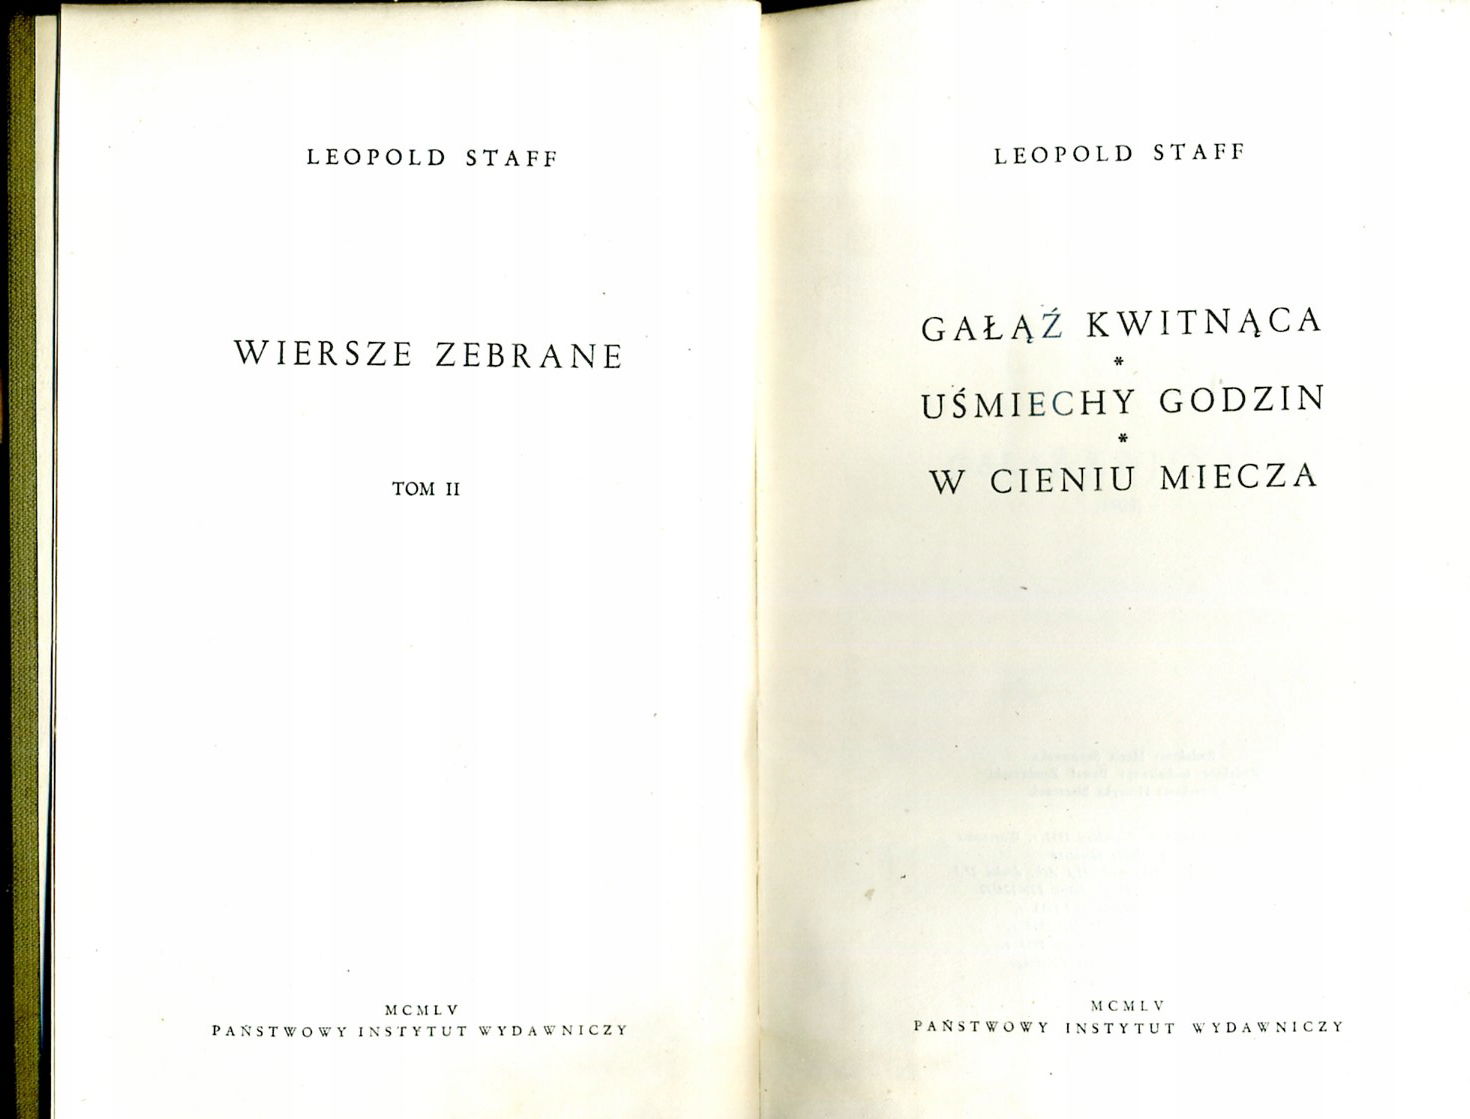 LEOPOLD STAFF
WIERSZE ZEBRANE
TOM II
MCMLV
PAŃSTWOWY INSTYTUT WYDAWNICZY
LEOPOLD STAFF
GAŁĄŹ KWITNĄCA
*
UŚMIECHY GODZIN
*
W CIENIU MIECZA
MCMLV
PAŃSTWOWY INSTYTUT WYDAWNICZY